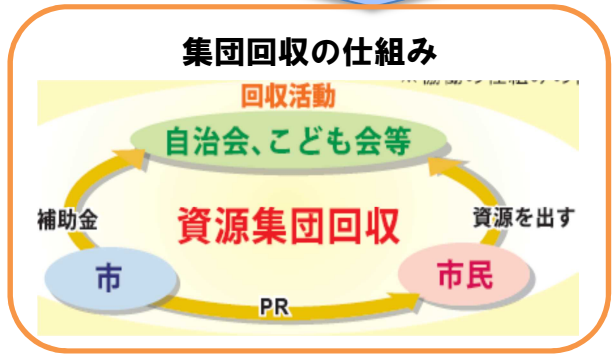 集団回収の仕組み
回収活動
自治会、こども会等
補助金
資源集団回収
資源を出す
市
市民
PR